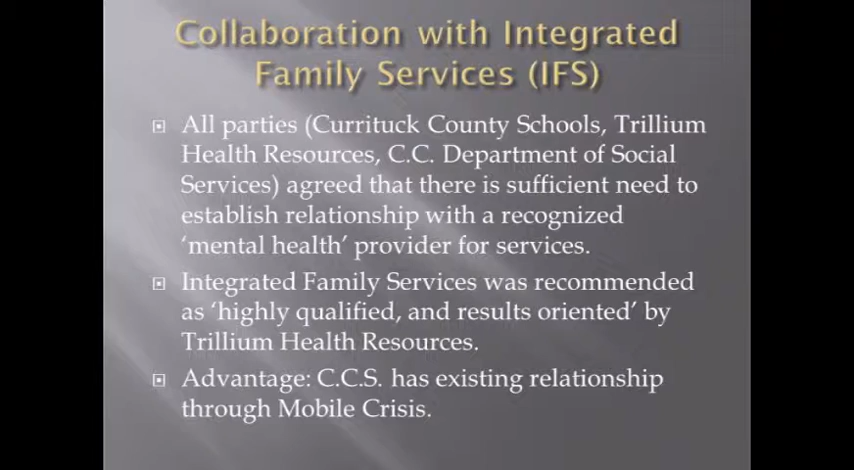 Collaboration with Integrated
Family Services (IFS)
All parties (Currituck County Schools, Trillium
Health Resources, C.C. Department of Social
Services) agreed that there is sufficient need to
establish relationship with a recognized
‘mental health’ provider for services.
Integrated Family Services was recommended
as ‘highly qualified, and results oriented’ by
Trillium Health Resources.
Advantage: C.C.S. has existing relationship
through Mobile Crisis.